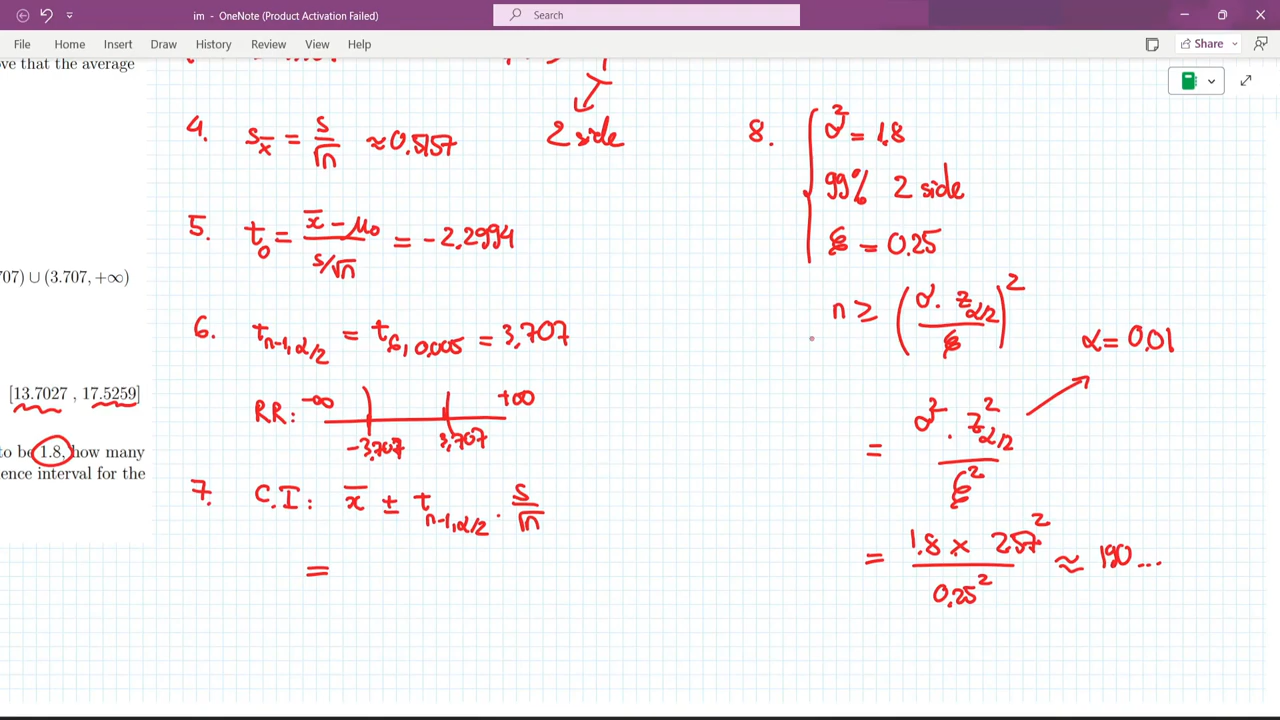 im - OneNote (Product Activation Failed)
Search
File Home Insert Draw History Review View Help
Share
ove that the average
4. s_x̄ = s/√n ≈ 0.5157
2 side
5. t₀ = (x̄ - μ₀)/(s/√n) = -2.2994
707) ∪ (3.707, +∞)
6. t_{n-1, α/2} = t_{6, 0.005} = 3,707
RR: -∞ +∞
-3,707 3,707
[13.7027 , 17.5259]
to be 1.8, how many
ence interval for the
7. C.I: x̄ ± t_{n-1, α/2} · s/√n
=
8. σ² = 1.8
99% 2 side
= 0.25
n ≥ (σ · z_{α/2} / )²
α = 0.01
= σ² · z²_{α/2} / ²
= 1.8 × 2.57² / 0.25² ≈ 190...